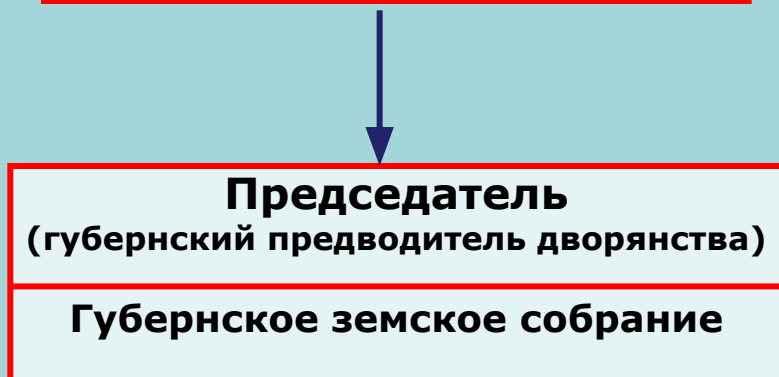 Председатель
(губернский предводитель дворянства)
Губернское земское собрание